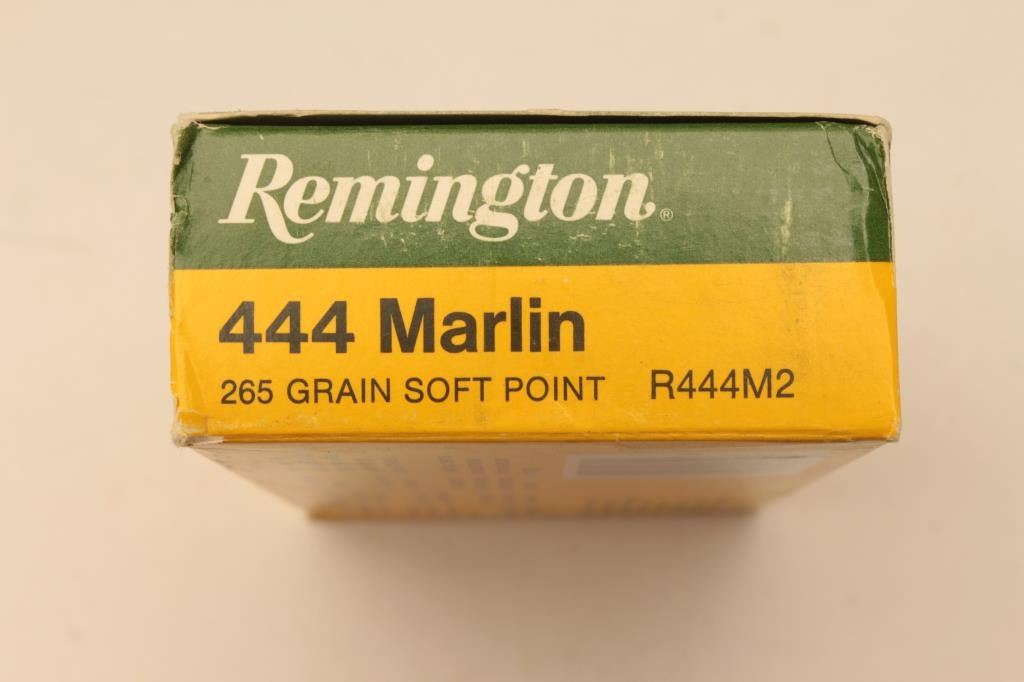 Remington®
444 Marlin
265 GRAIN SOFT POINT R444M2